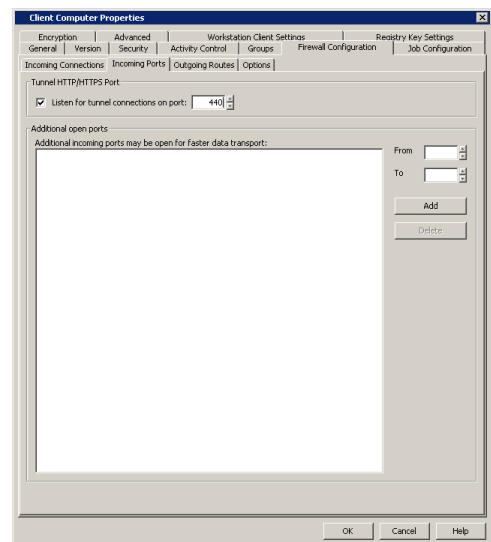 Client Computer Properties
Encryption Advanced Workstation Client Settings Registry Key Settings
General Version Security Activity Control Groups Firewall Configuration Job Configuration
Incoming Connections Incoming Ports Outgoing Routes Options
Tunnel HTTP/HTTPS Port
Listen for tunnel connections on port: 440
Additional open ports
Additional incoming ports may be open for faster data transport:
From
To
Add
Delete
OK Cancel Help